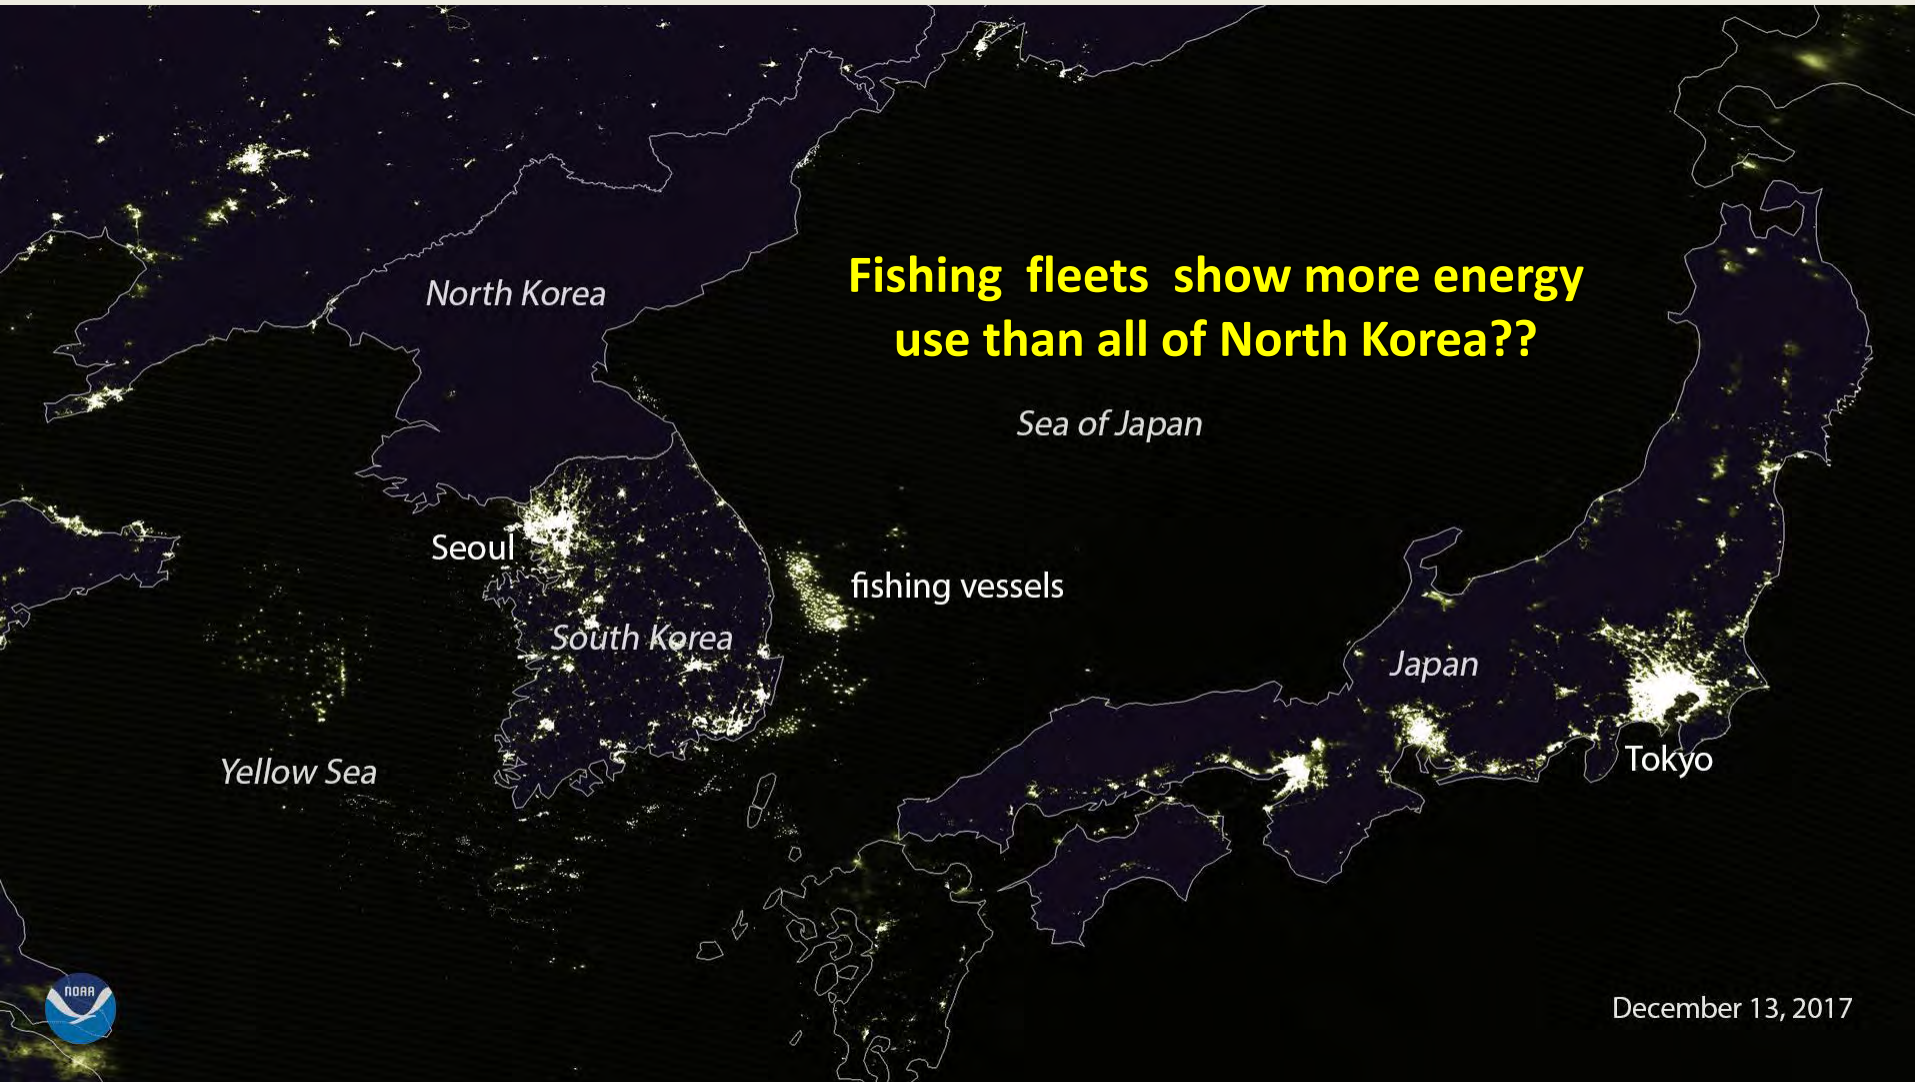 North Korea
Fishing fleets show more energy
use than all of North Korea??
Sea of Japan
Seoul
fishing vessels
South Korea
Japan
Yellow Sea
Tokyo
NOAA
December 13, 2017